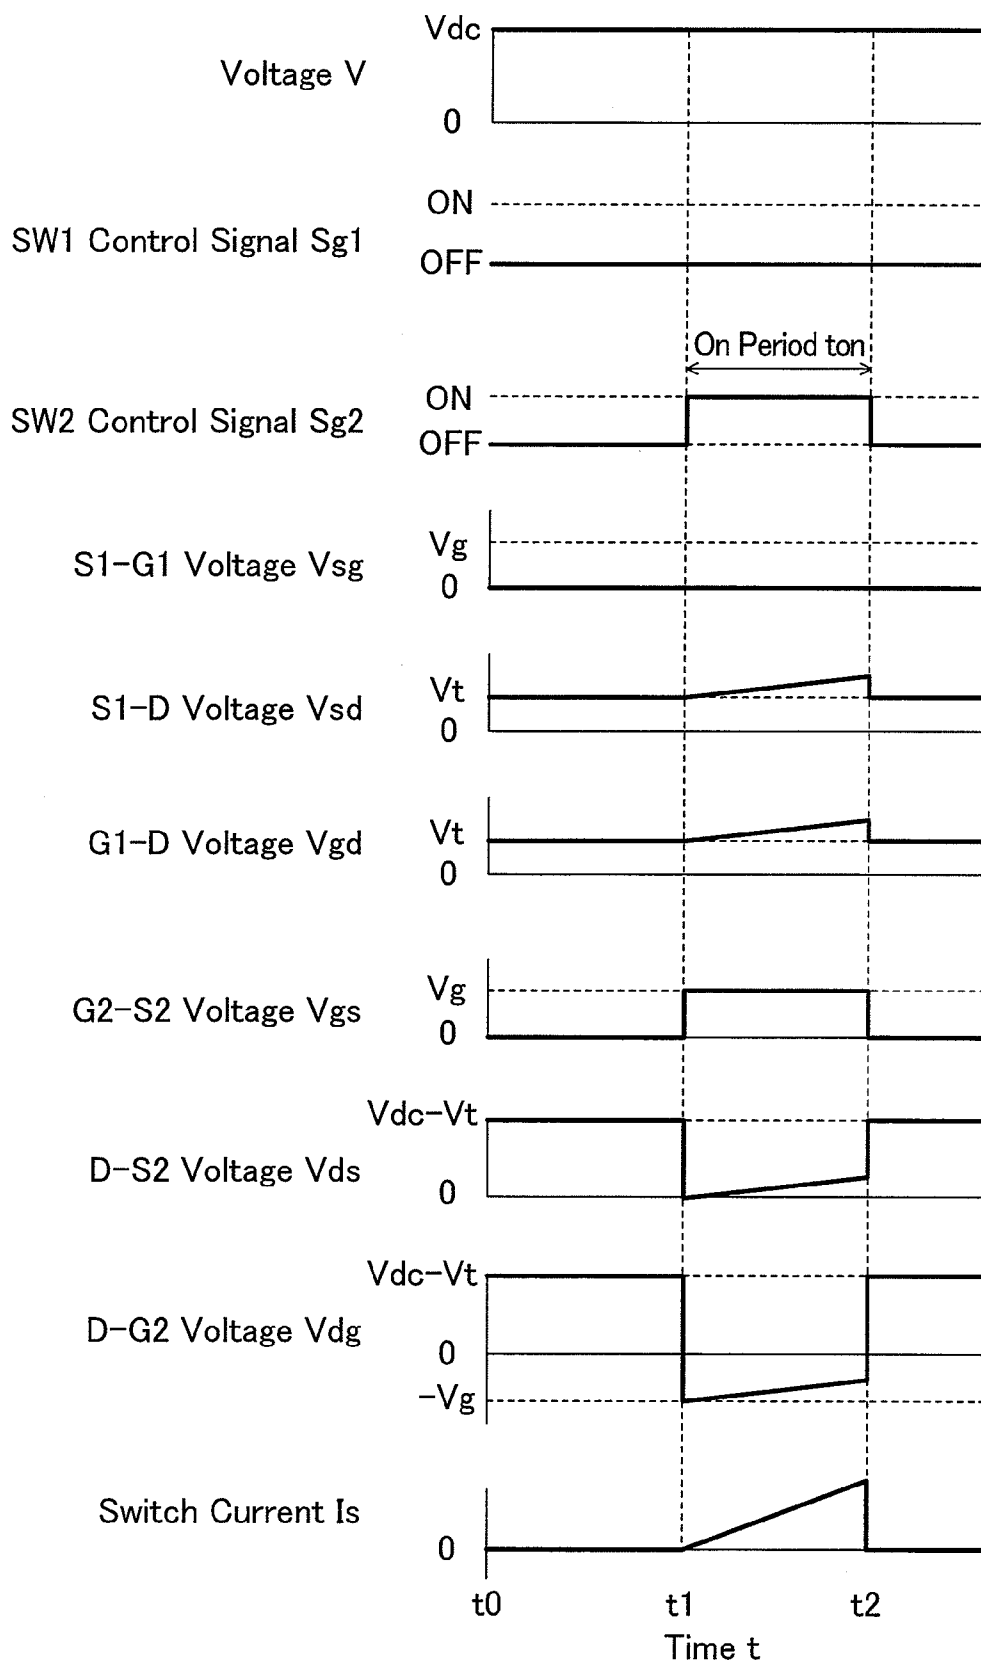 Vdc
Voltage V
0
ON
SW1 Control Signal Sg1
OFF
On Period ton
ON
SW2 Control Signal Sg2
OFF
Vg
S1-G1 Voltage Vsg
0
Vt
S1-D Voltage Vsd
0
Vt
G1-D Voltage Vgd
0
Vg
G2-S2 Voltage Vgs
0
Vdc-Vt
D-S2 Voltage Vds
0
Vdc-Vt
D-G2 Voltage Vdg
0
-Vg
Switch Current Is
0
t0 t1 t2
Time t